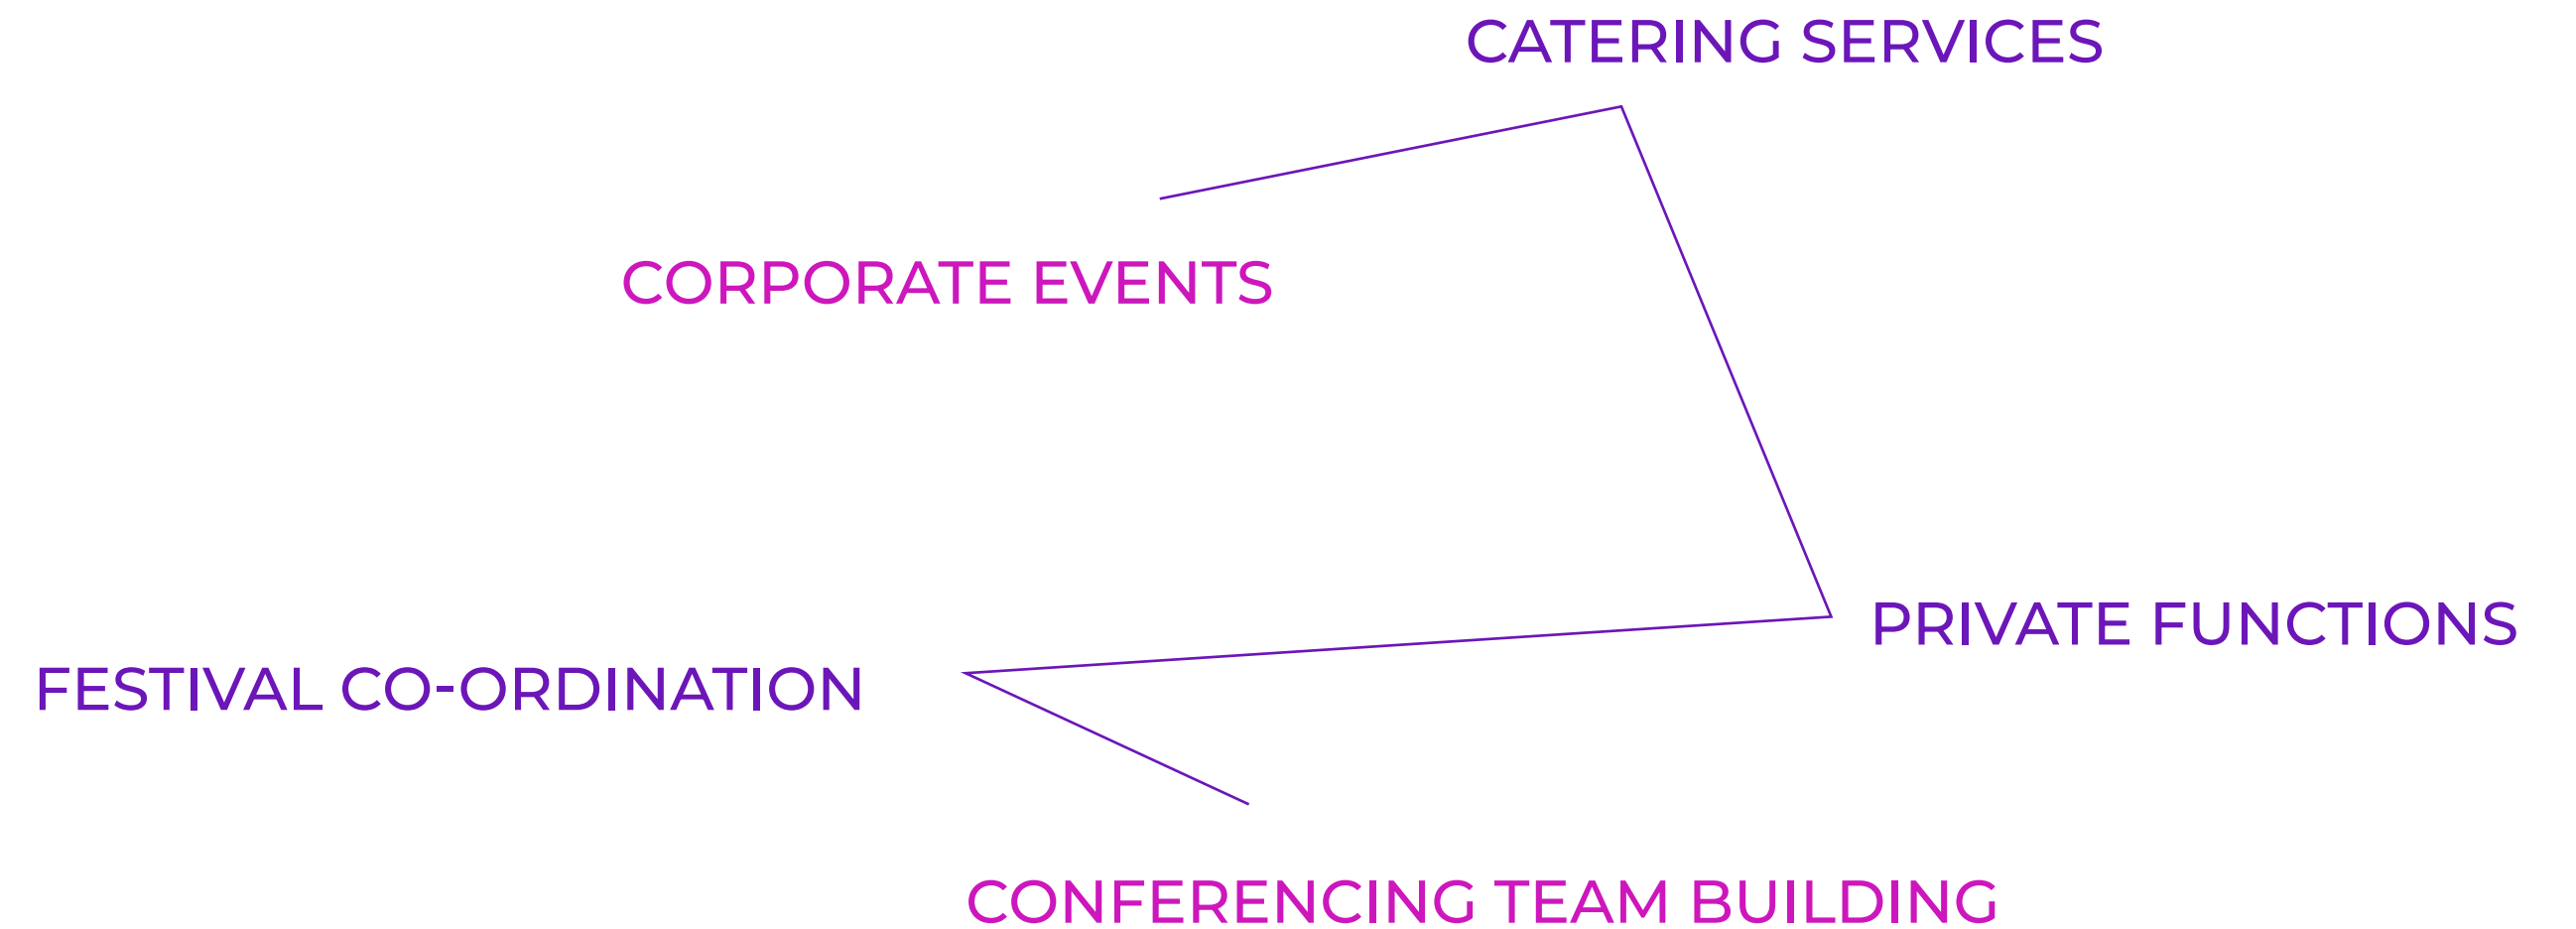 CATERING SERVICES
CORPORATE EVENTS
PRIVATE FUNCTIONS
FESTIVAL CO-ORDINATION
CONFERENCING TEAM BUILDING